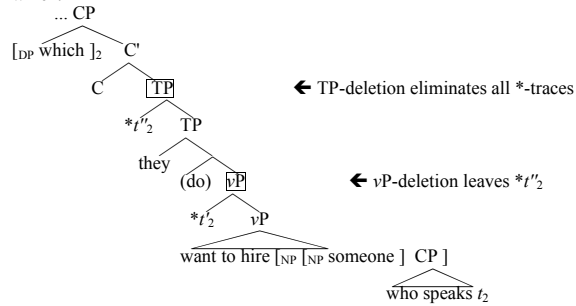 ... CP
[DP which ]2 C'
C TP 🡸 TP-deletion eliminates all *-traces
*t''2 TP
they
(do) vP 🡸 vP-deletion leaves *t''2
*t'2 vP
want to hire [NP [NP someone ] CP ]
who speaks t2